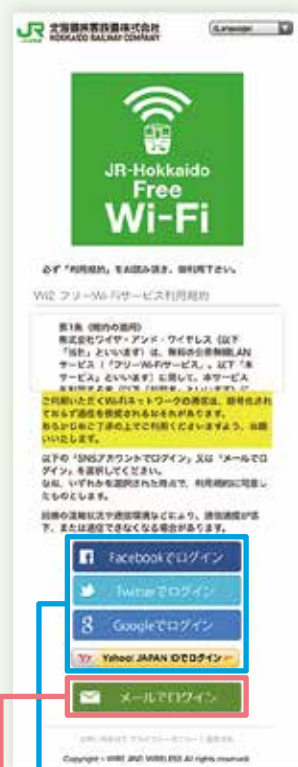 JR 北海道旅客鉄道株式会社
HOKKAIDO RAILWAY COMPANY
Language
JR-Hokkaido
Free
Wi-Fi
必ず「利用規約」をお読み頂き、御利用下さい。
Wi2 フリーWi-Fiサービス利用規約
第1条（規約の適用）
株式会社ワイヤ・アンド・ワイヤレス（以下
「当社」といいます）は、無料の公衆無線LAN
サービス（「フリーWi-Fiサービス」、以下「本
サービス」といいます）に関して、本サービス
ご利用いただくWi-Fiネットワークの通信は、暗号化され
ておらず通信を傍受されるおそれがあります。
あらかじめご了承の上でご利用くださいますよう、お願
いいたします。
以下の「SNSアカウントでログイン」又は「メールでロ
グイン」を選択してください。
なお、いずれかを選択された時点で、利用規約に同意し
たものとします。
回線の混雑状況や通信環境などにより、通信速度が低
下、または通信できなくなる場合があります。
Facebookでログイン
Twitterでログイン
Googleでログイン
Yahoo! JAPAN IDでログイン
メールでログイン
Copyright © WIRE AND WIRELESS All rights reserved